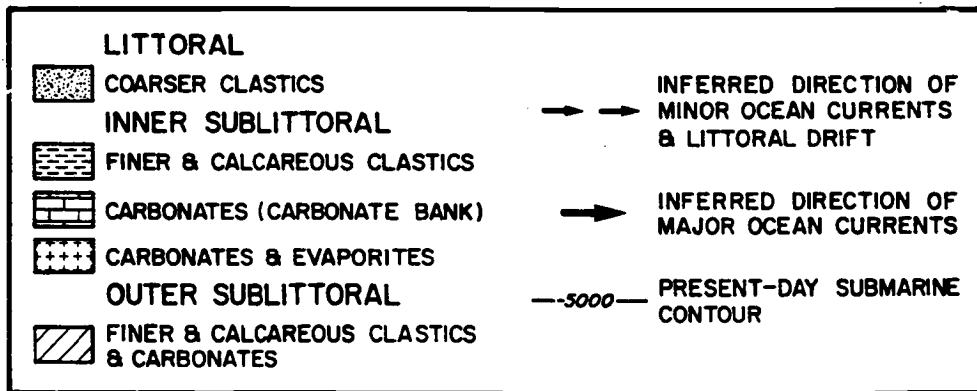 LITTORAL
COARSER CLASTICS
INNER SUBLITTORAL
FINER & CALCAREOUS CLASTICS
CARBONATES (CARBONATE BANK)
CARBONATES & EVAPORITES
OUTER SUBLITTORAL
FINER & CALCAREOUS CLASTICS
& CARBONATES
INFERRED DIRECTION OF
MINOR OCEAN CURRENTS
& LITTORAL DRIFT
INFERRED DIRECTION OF
MAJOR OCEAN CURRENTS
-5000
PRESENT-DAY SUBMARINE
CONTOUR